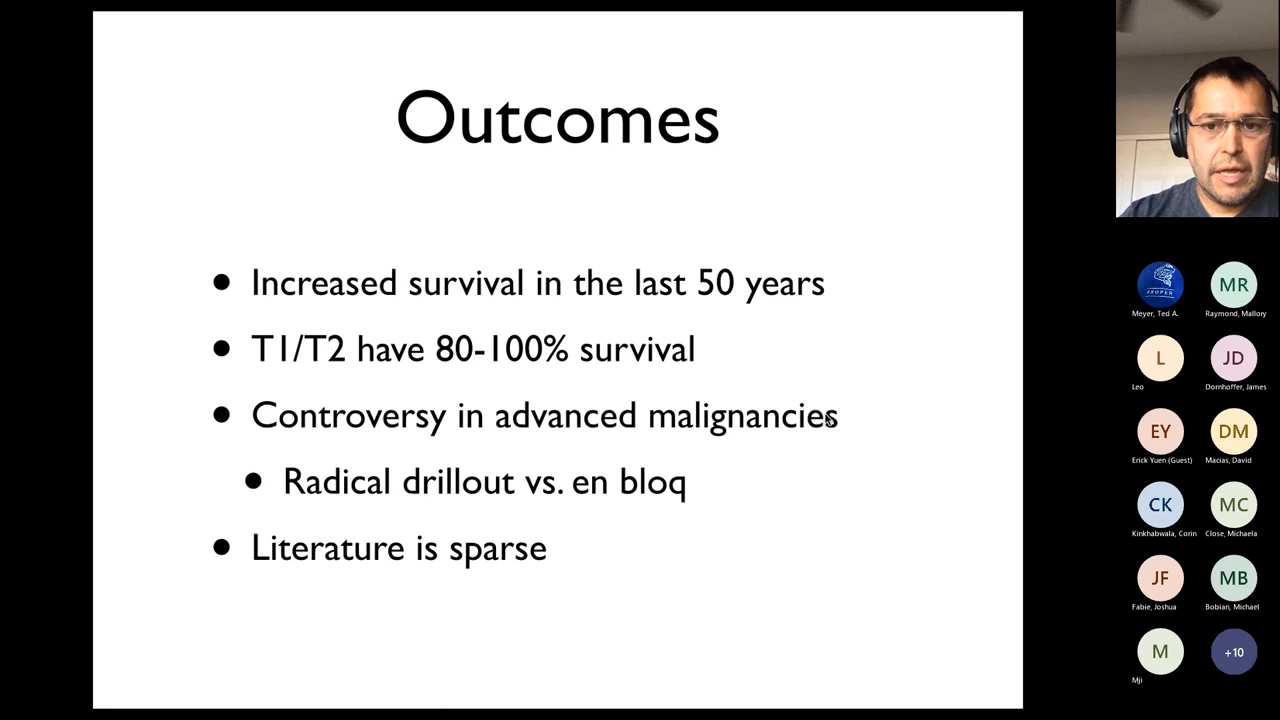 Outcomes
• Increased survival in the last 50 years
• T1/T2 have 80-100% survival
• Controversy in advanced malignancies
• Radical drillout vs. en bloq
• Literature is sparse
PROPER
Meyer, Ted A.
MR
Raymond, Mallory
L
Leo
JD
Dornhoffer, James
EY
Erick Yuen (Guest)
DM
Macias, David
CK
Kinkhabwala, Corin
MC
Close, Michaela
JF
Fabie, Joshua
MB
Bobian, Michael
M
Mji
+10